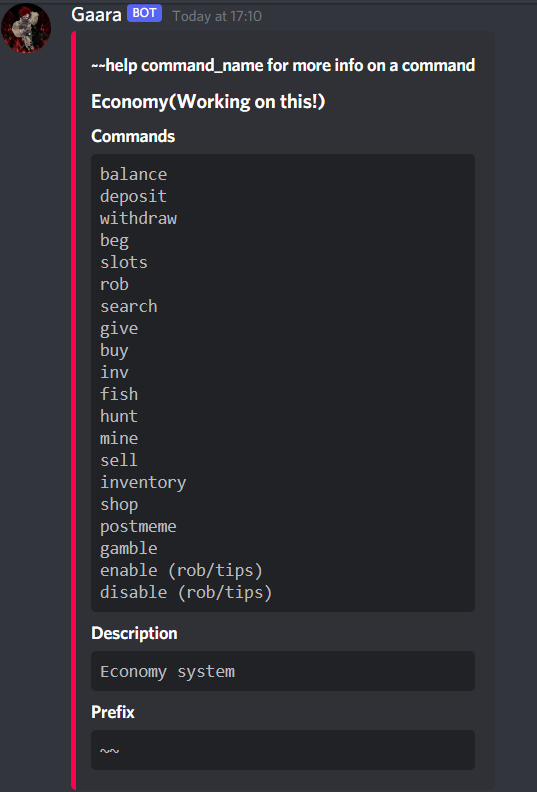 Gaara BOT Today at 17:10
~~help command_name for more info on a command
Economy(Working on this!)
Commands
balance
deposit
withdraw
beg
slots
rob
search
give
buy
inv
fish
hunt
mine
sell
inventory
shop
postmeme
gamble
enable (rob/tips)
disable (rob/tips)
Description
Economy system
Prefix
~~